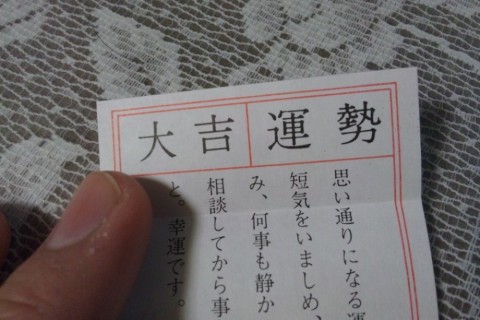 運勢
大吉
思い通りになる運
短気をいましめ、
み、何事も静か
相談してから事
と。幸運です。